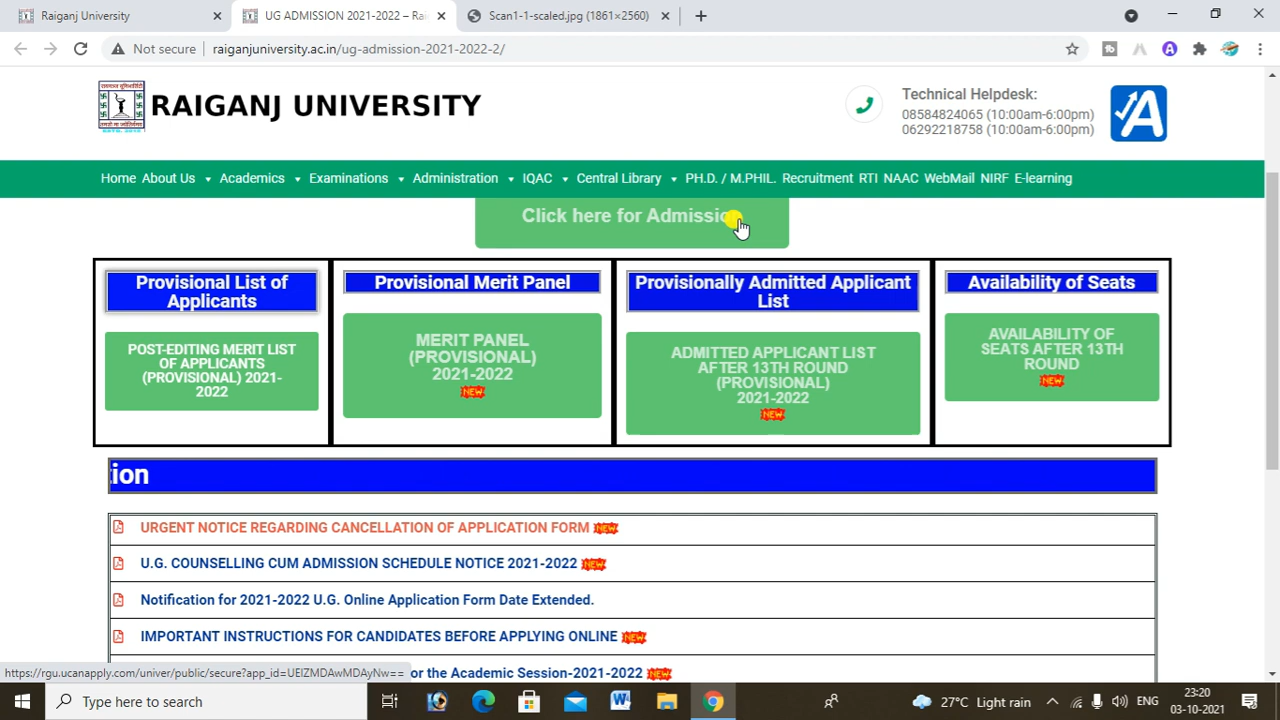 Raiganj University
UG ADMISSION 2021-2022 – Rai
Scan1-1-scaled.jpg (1861×2560)
Not secure
raiganjuniversity.ac.in/ug-admission-2021-2022-2/
RAIGANJ UNIVERSITY
Technical Helpdesk:
08584824065 (10:00am-6:00pm)
06292218758 (10:00am-6:00pm)
Home About Us Academics Examinations Administration IQAC Central Library PH.D. / M.PHIL. Recruitment RTI NAAC WebMail NIRF E-learning
Click here for Admission
Provisional List of
Applicants
POST-EDITING MERIT LIST
OF APPLICANTS
(PROVISIONAL) 2021-
2022
Provisional Merit Panel
MERIT PANEL
(PROVISIONAL)
2021-2022
NEW
Provisionally Admitted Applicant
List
ADMITTED APPLICANT LIST
AFTER 13TH ROUND
(PROVISIONAL)
2021-2022
NEW
Availability of Seats
AVAILABILITY OF
SEATS AFTER 13TH
ROUND
NEW
tion
URGENT NOTICE REGARDING CANCELLATION OF APPLICATION FORM NEW
U.G. COUNSELLING CUM ADMISSION SCHEDULE NOTICE 2021-2022 NEW
Notification for 2021-2022 U.G. Online Application Form Date Extended.
IMPORTANT INSTRUCTIONS FOR CANDIDATES BEFORE APPLYING ONLINE NEW
or the Academic Session-2021-2022 NEW
https://rgu.ucanapply.com/univer/public/secure?app_id=UElZMDAwMDAyNw==
Type here to search
27°C Light rain
ENG
23:20
03-10-2021